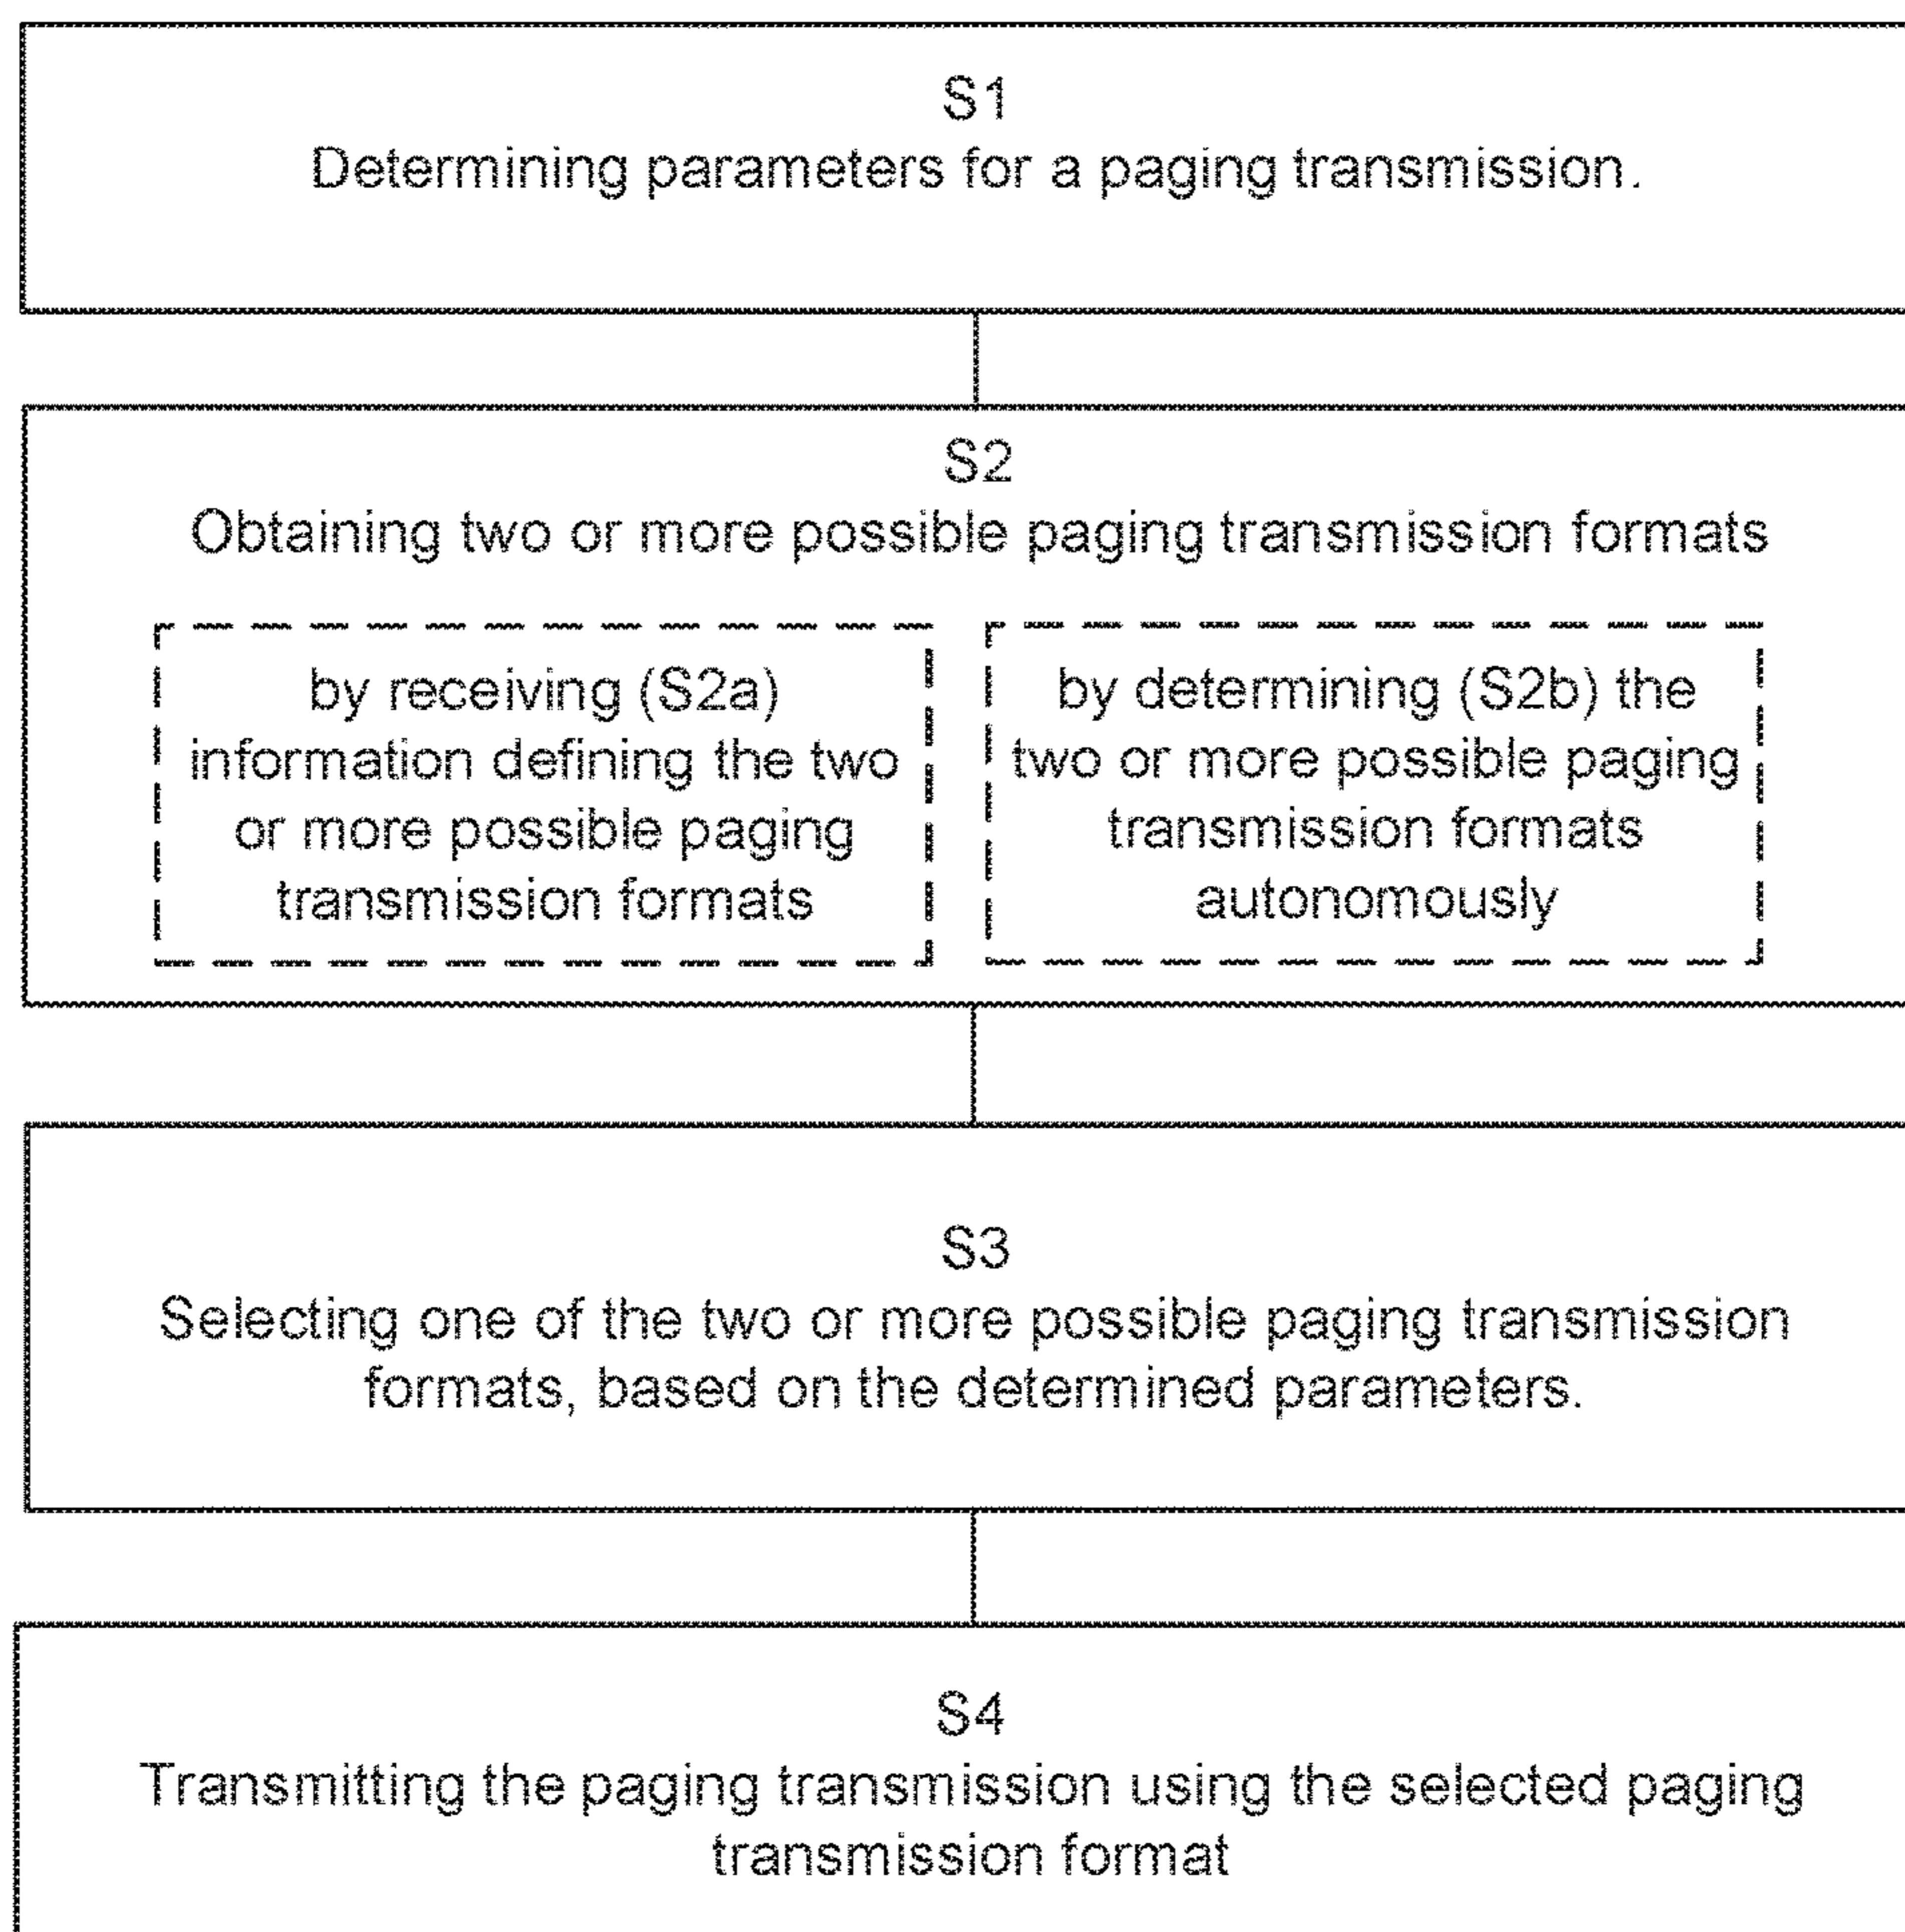 S1
Determining parameters for a paging transmission.
S2
Obtaining two or more possible paging transmission formats
by receiving (S2a)
information defining the two
or more possible paging
transmission formats
by determining (S2b) the
two or more possible paging
transmission formats
autonomously
S3
Selecting one of the two or more possible paging transmission
formats, based on the determined parameters.
S4
Transmitting the paging transmission using the selected paging
transmission format